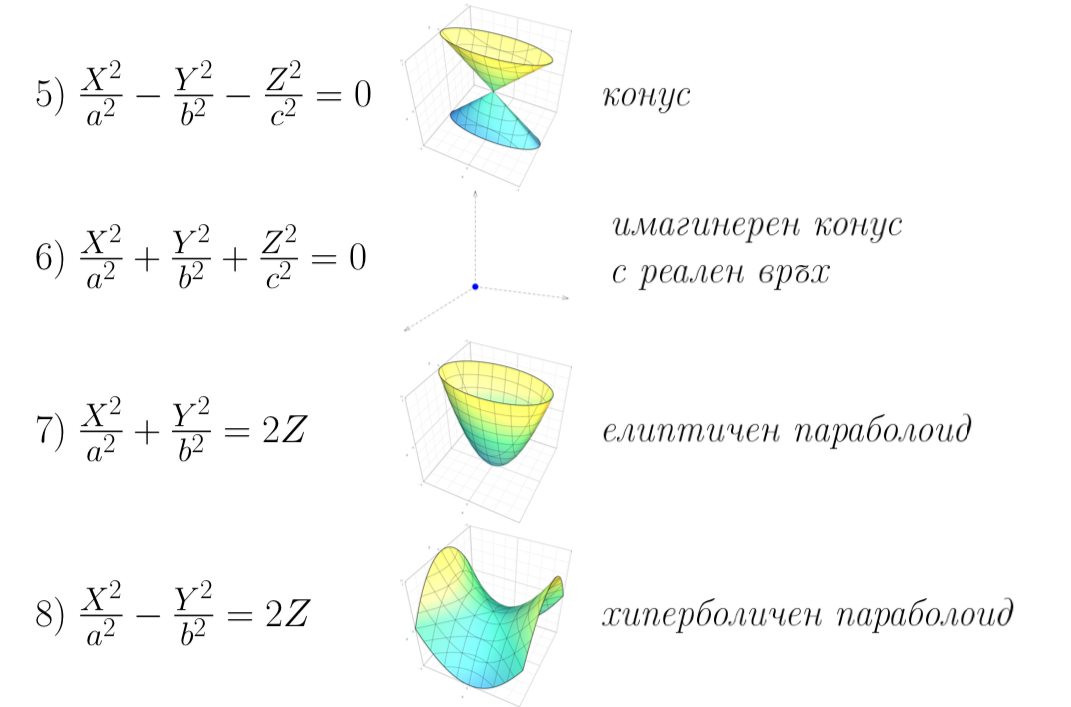 5) X²/a² − Y²/b² − Z²/c² = 0 конус
6) X²/a² + Y²/b² + Z²/c² = 0 имагинерен конус
с реален връх
7) X²/a² + Y²/b² = 2Z елиптичен параболоид
8) X²/a² − Y²/b² = 2Z хиперболичен параболоид